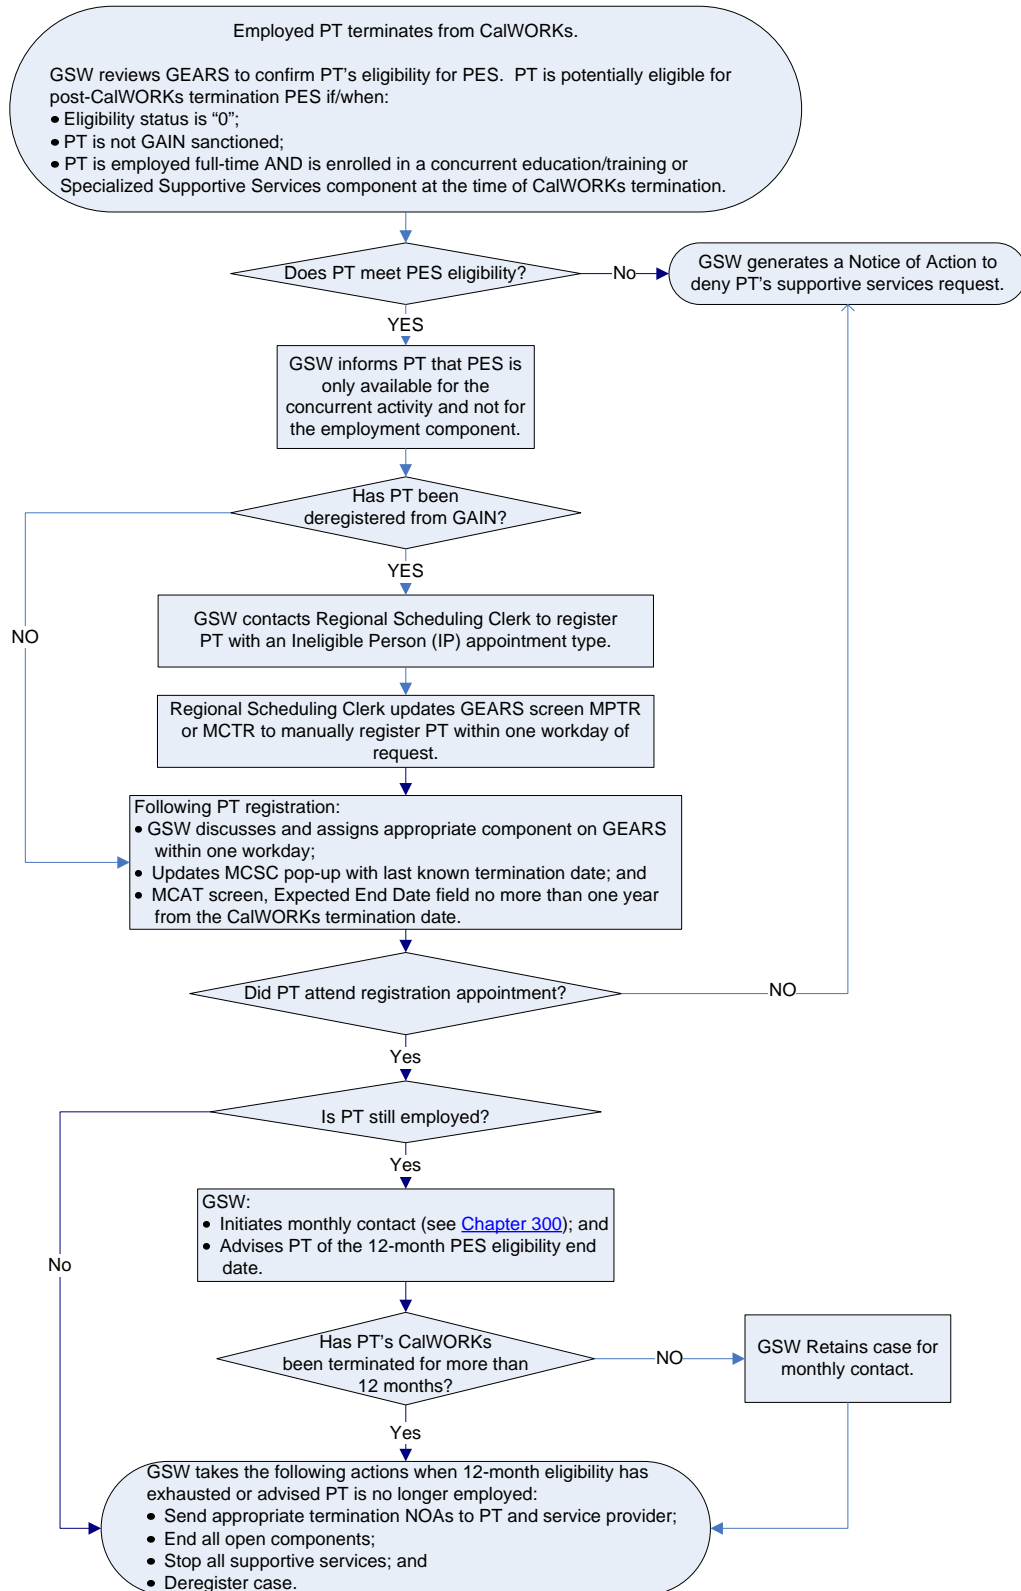 Employed PT terminates from CalWORKs.
GSW reviews GEARS to confirm PT's eligibility for PES.  PT is potentially eligible for
post-CalWORKs termination PES if/when:
• Eligibility status is "0";
• PT is not GAIN sanctioned;
• PT is employed full-time AND is enrolled in a concurrent education/training or
Specialized Supportive Services component at the time of CalWORKs termination.
Does PT meet PES eligibility?
No
GSW generates a Notice of Action to
deny PT's supportive services request.
YES
GSW informs PT that PES is
only available for the
concurrent activity and not for
the employment component.
Has PT been
deregistered from GAIN?
YES
NO
GSW contacts Regional Scheduling Clerk to register
PT with an Ineligible Person (IP) appointment type.
Regional Scheduling Clerk updates GEARS screen MPTR
or MCTR to manually register PT within one workday of
request.
Following PT registration:
• GSW discusses and assigns appropriate component on GEARS
within one workday;
• Updates MCSC pop-up with last known termination date; and
• MCAT screen, Expected End Date field no more than one year
from the CalWORKs termination date.
Did PT attend registration appointment?
NO
Yes
Is PT still employed?
Yes
No
GSW:
• Initiates monthly contact (see Chapter 300); and
• Advises PT of the 12-month PES eligibility end
date.
Has PT's CalWORKs
been terminated for more than
12 months?
NO
GSW Retains case for
monthly contact.
Yes
GSW takes the following actions when 12-month eligibility has
exhausted or advised PT is no longer employed:
• Send appropriate termination NOAs to PT and service provider;
• End all open components;
• Stop all supportive services; and
• Deregister case.